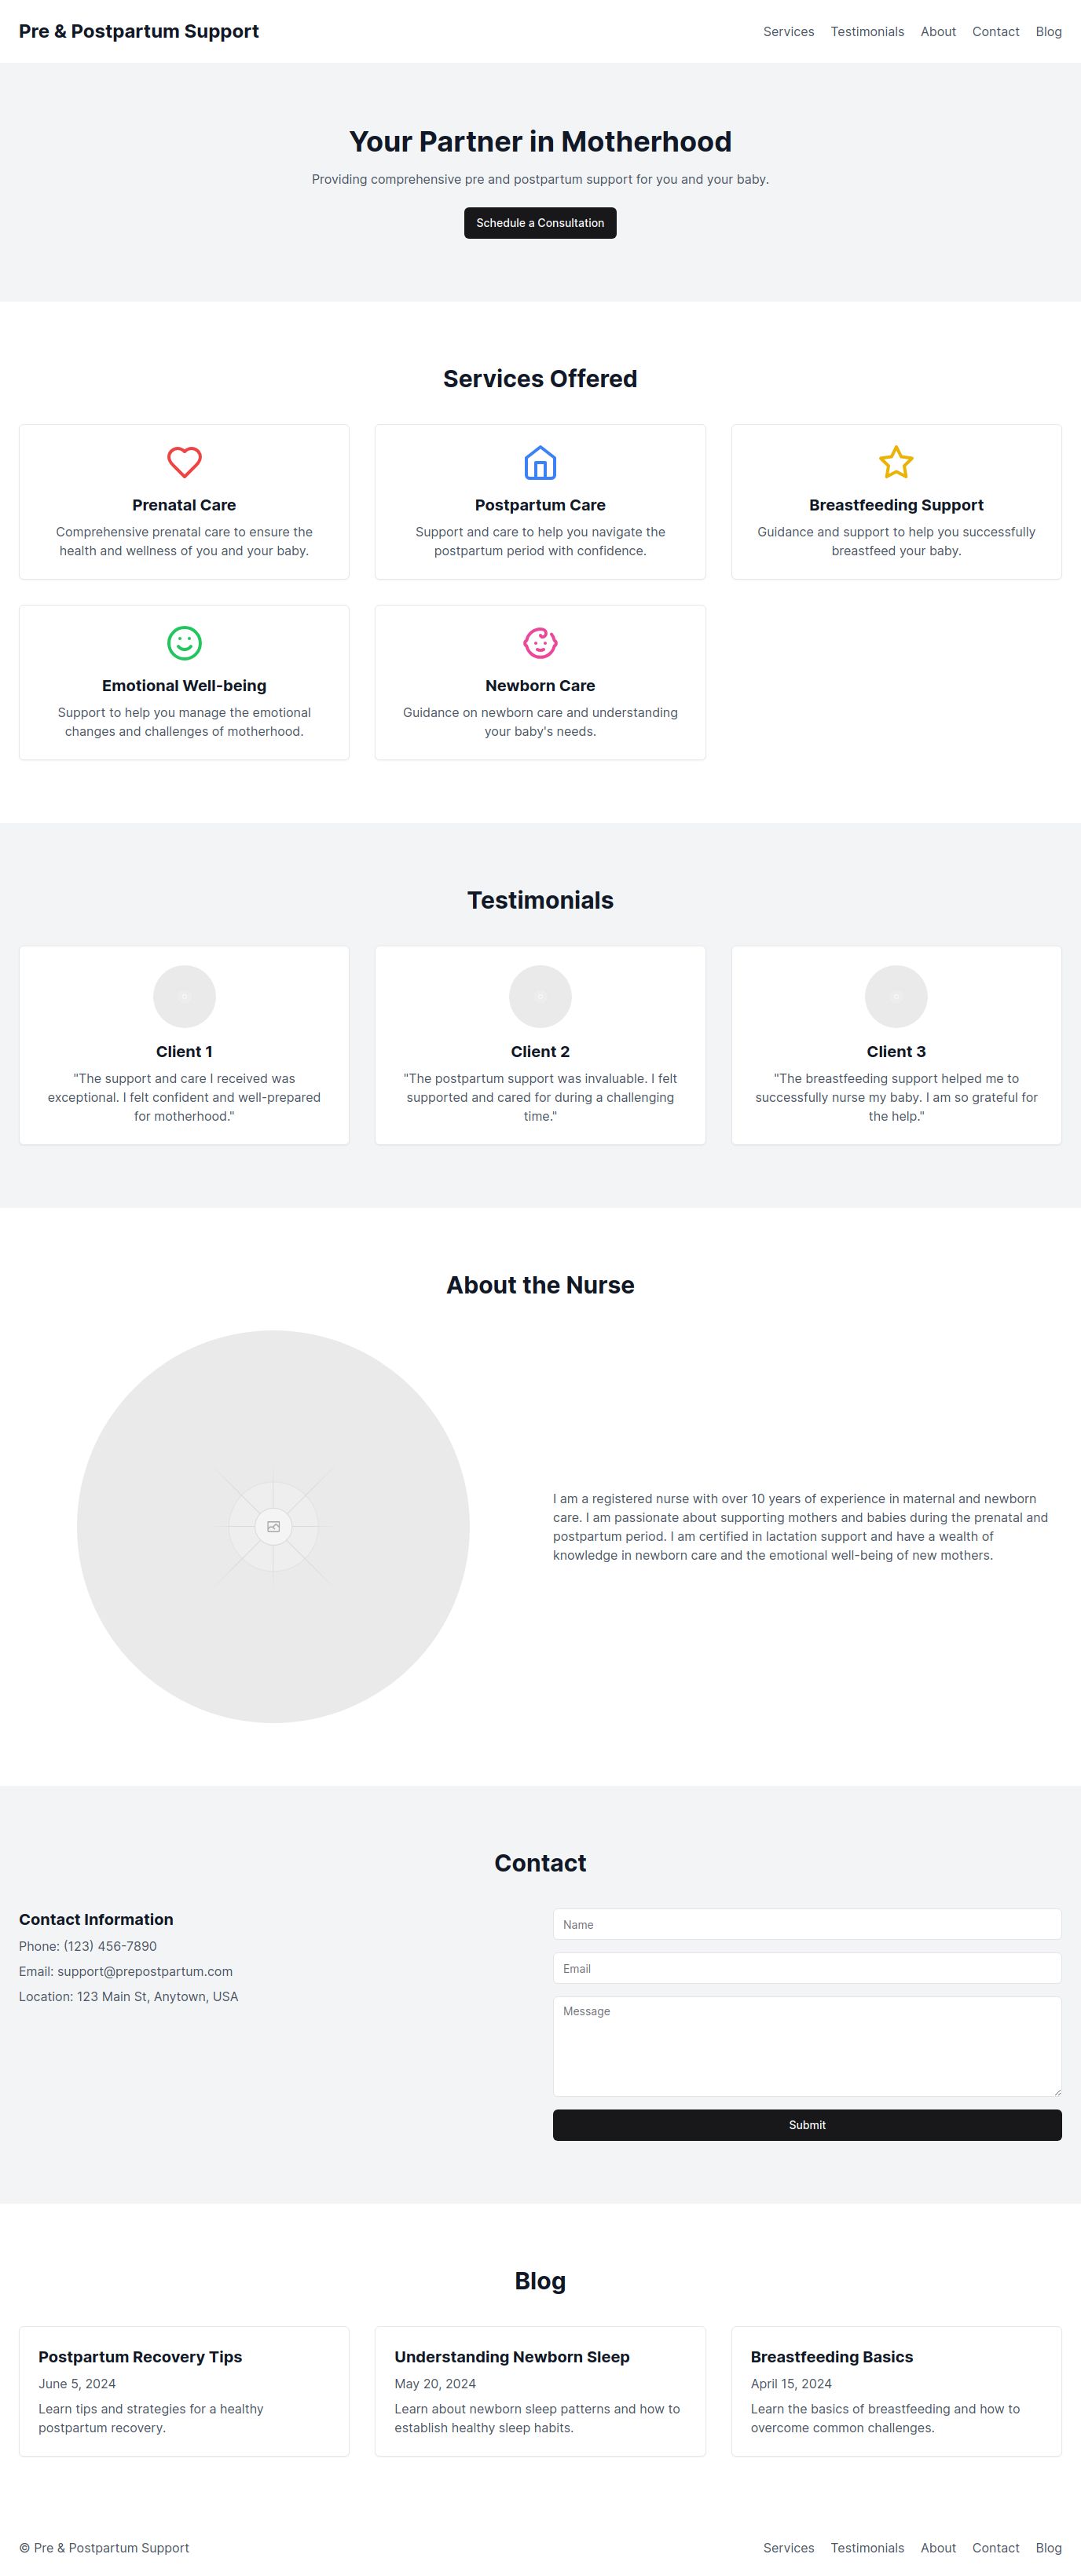 Pre & Postpartum Support
Services Testimonials About Contact Blog
Your Partner in Motherhood
Providing comprehensive pre and postpartum support for you and your baby.
Schedule a Consultation
Services Offered
Prenatal Care
Comprehensive prenatal care to ensure the
health and wellness of you and your baby.
Postpartum Care
Support and care to help you navigate the
postpartum period with confidence.
Breastfeeding Support
Guidance and support to help you successfully
breastfeed your baby.
Emotional Well-being
Support to help you manage the emotional
changes and challenges of motherhood.
Newborn Care
Guidance on newborn care and understanding
your baby's needs.
Testimonials
Client 1
"The support and care I received was
exceptional. I felt confident and well-prepared
for motherhood."
Client 2
"The postpartum support was invaluable. I felt
supported and cared for during a challenging
time."
Client 3
"The breastfeeding support helped me to
successfully nurse my baby. I am so grateful for
the help."
About the Nurse
I am a registered nurse with over 10 years of experience in maternal and newborn
care. I am passionate about supporting mothers and babies during the prenatal and
postpartum period. I am certified in lactation support and have a wealth of
knowledge in newborn care and the emotional well-being of new mothers.
Contact
Contact Information
Phone: (123) 456-7890
Email: support@prepostpartum.com
Location: 123 Main St, Anytown, USA
Name
Email
Message
Submit
Blog
Postpartum Recovery Tips
June 5, 2024
Learn tips and strategies for a healthy
postpartum recovery.
Understanding Newborn Sleep
May 20, 2024
Learn about newborn sleep patterns and how to
establish healthy sleep habits.
Breastfeeding Basics
April 15, 2024
Learn the basics of breastfeeding and how to
overcome common challenges.
© Pre & Postpartum Support
Services Testimonials About Contact Blog